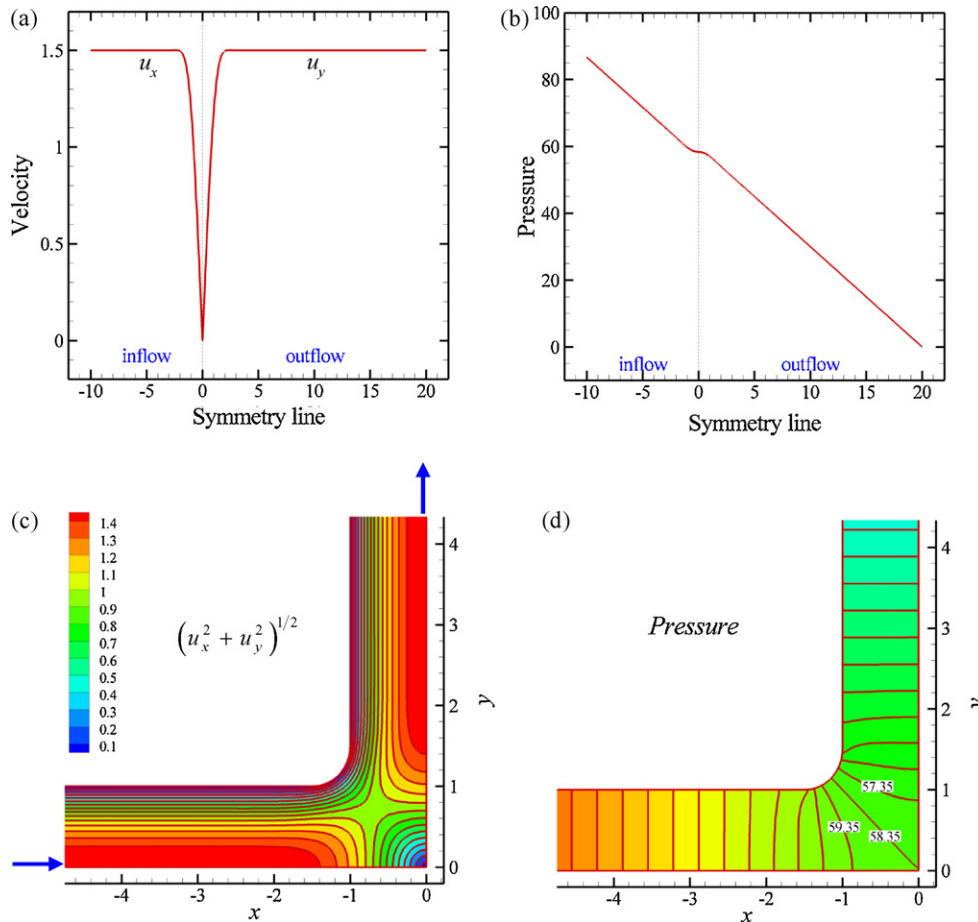 (a)
1.5
1
0.5
0
Velocity
u_x
u_y
inflow
outflow
-10 -5 0 5 10 15 20
Symmetry line
(b)
100
80
60
40
20
0
Pressure
inflow
outflow
-10 -5 0 5 10 15 20
Symmetry line
(c)
1.4
1.3
1.2
1.1
1
0.9
0.8
0.7
0.6
0.5
0.4
0.3
0.2
0.1
(u_x^2 + u_y^2)^{1/2}
4
3
2
1
0
y
-4 -3 -2 -1 0
x
(d)
Pressure
57.35
59.35
58.35
4
3
2
1
0
y
-4 -3 -2 -1 0
x